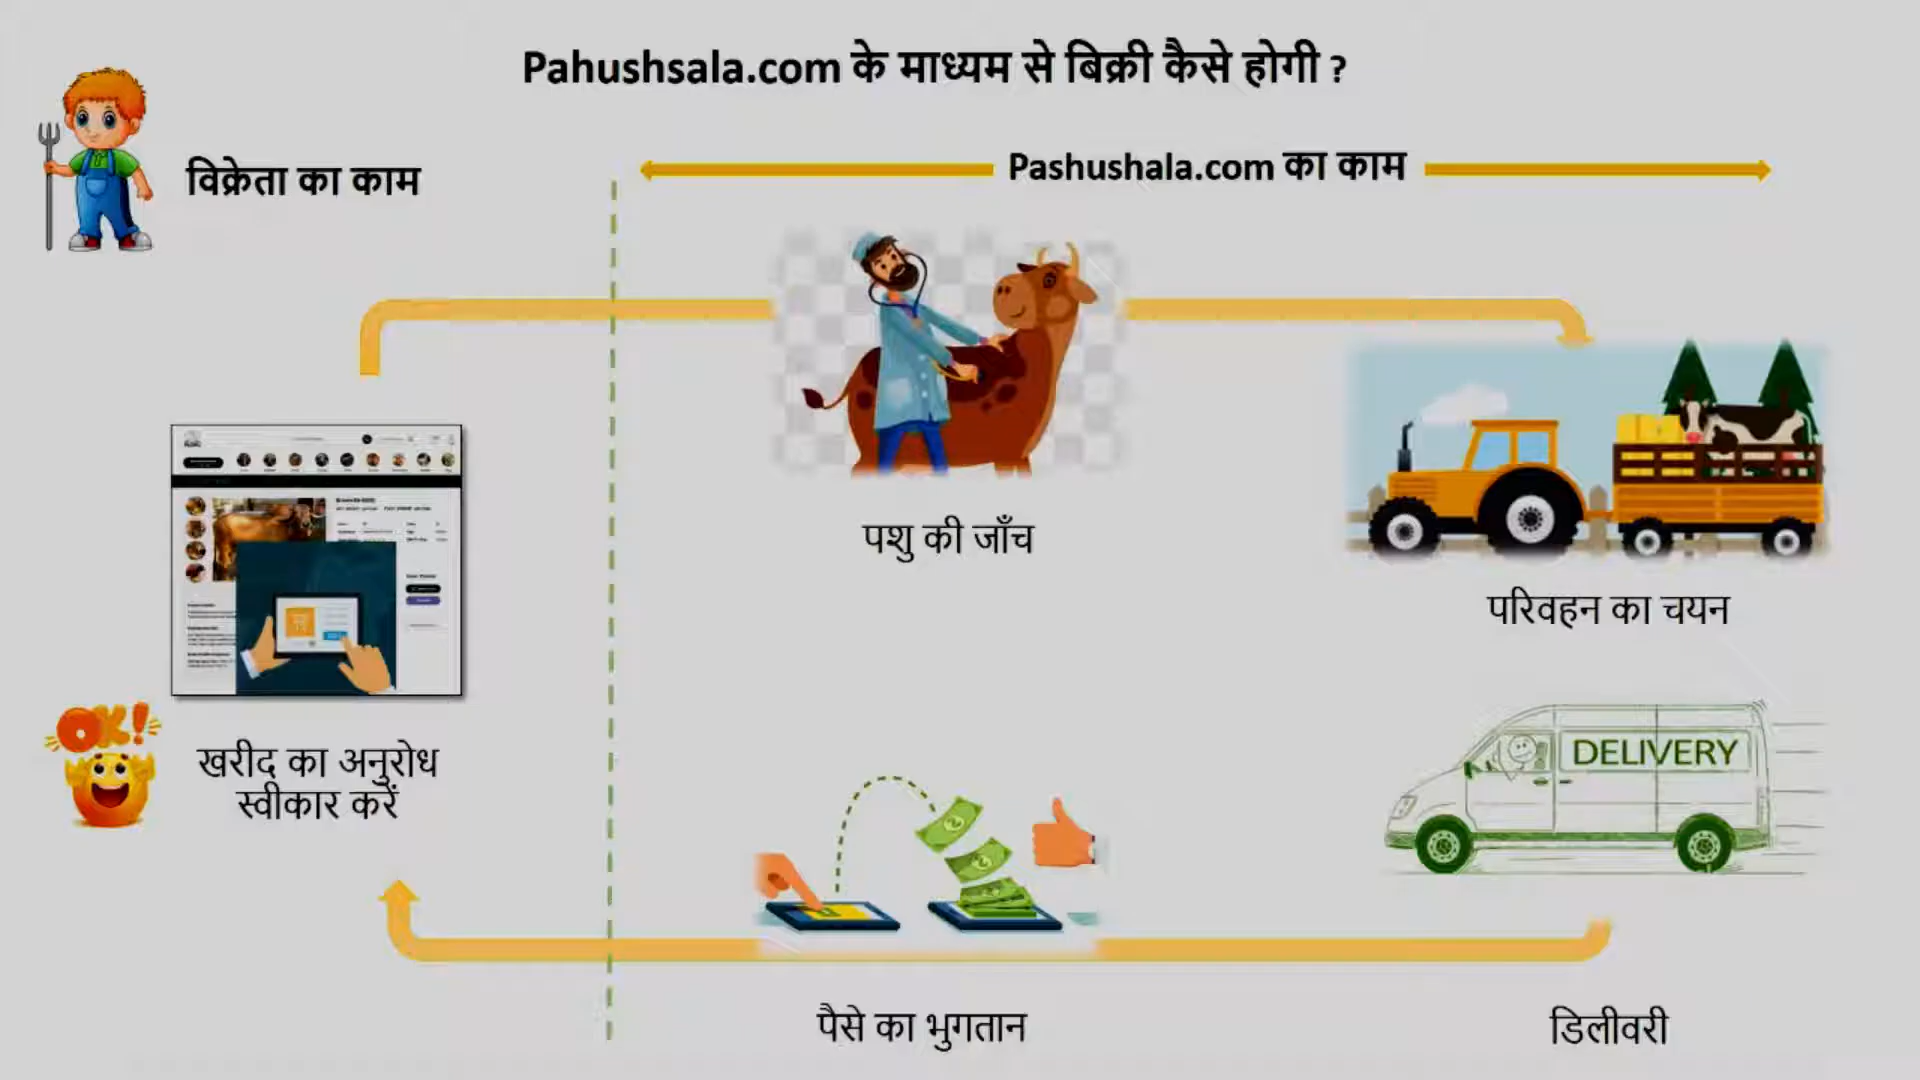 Pahushsala.com के माध्यम से बिक्री कैसे होगी ?
विक्रेता का काम
Pashushala.com का काम
पशु की जाँच
परिवहन का चयन
OK!
खरीद का अनुरोध
स्वीकार करें
DELIVERY
पैसे का भुगतान
डिलीवरी